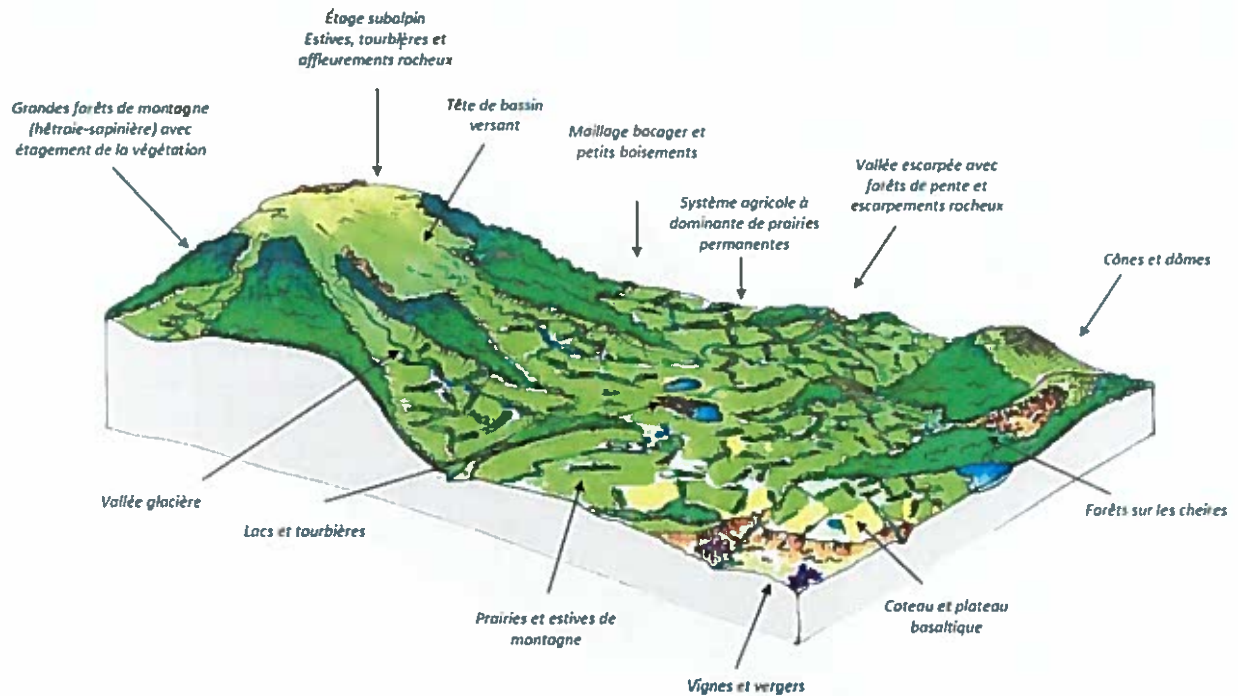 Étage subalpin
Estives, tourbières et
affleurements rocheux
Grandes forêts de montagne
(hêtraie-sapinière) avec
étagement de la végétation
Tête de bassin
versant
Maillage bocager et
petits boisements
Système agricole à
dominante de prairies
permanentes
Vallée escarpée avec
forêts de pente et
escarpements rocheux
Cônes et dômes
Vallée glacière
Lacs et tourbières
Prairies et estives de
montagne
Vignes et vergers
Coteau et plateau
basaltique
Forêts sur les cheires